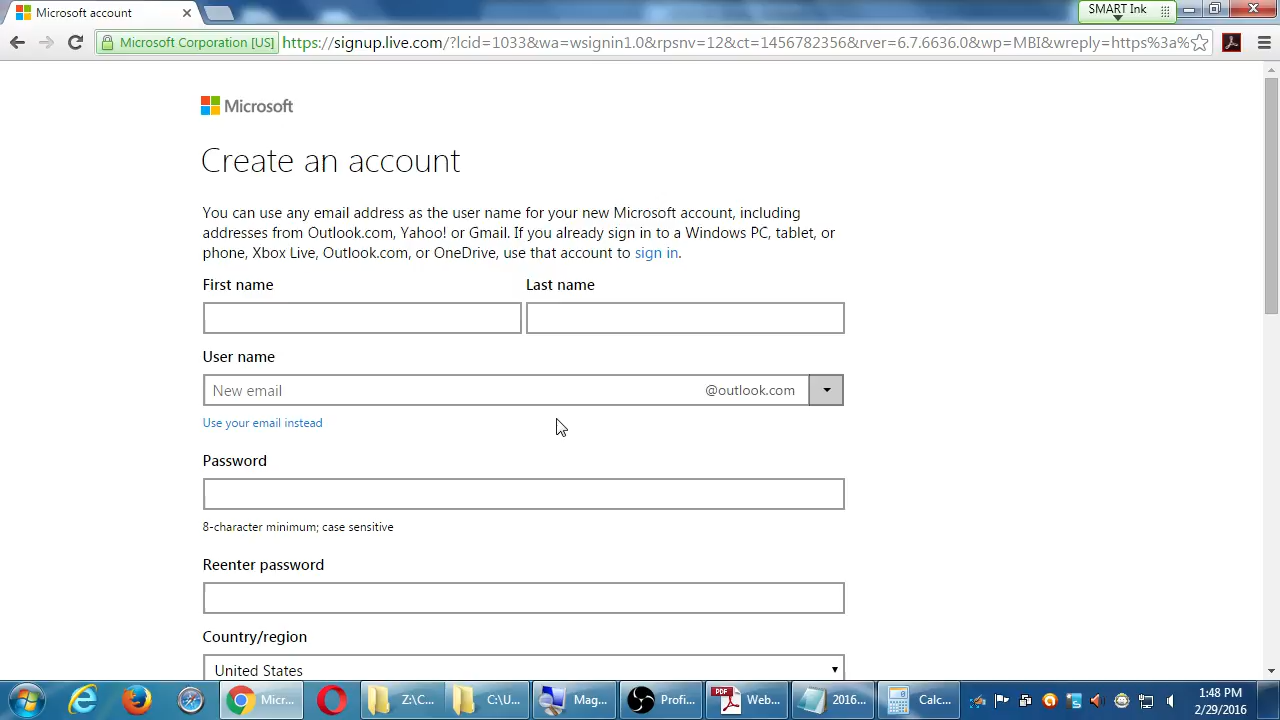 Microsoft account
SMART Ink
Microsoft Corporation [US]
https://signup.live.com/?lcid=1033&wa=wsignin1.0&rpsnv=12&ct=1456782356&rver=6.7.6636.0&wp=MBI&wreply=https%3a%
Microsoft
Create an account
You can use any email address as the user name for your new Microsoft account, including
addresses from Outlook.com, Yahoo! or Gmail. If you already sign in to a Windows PC, tablet, or
phone, Xbox Live, Outlook.com, or OneDrive, use that account to sign in.
First name Last name
User name
New email @outlook.com
Use your email instead
Password
8-character minimum; case sensitive
Reenter password
Country/region
United States
Micr... Z:\C... C:\U... Mag... Profi... PDF Web... 2016... Calc... 1:48 PM
2/29/2016